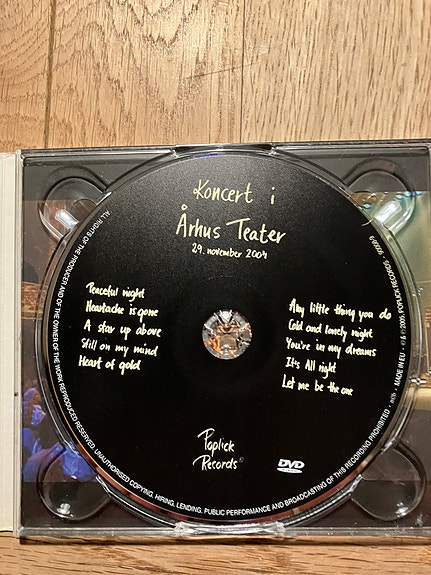 Koncert i
Århus Teater
29. november 2004
Peaceful night
Heartache is gone
A star up above
Still on my mind
Heart of gold
Any little thing you do
Cold and lonely night
You're in my dreams
It's All right
Let me be the one
Poplick
Records®
DVD
ALL RIGHTS OF THE PRODUCER AND OF THE OWNER OF THE WORK REPRODUCED RESERVED. UNAUTHORISED COPYING, HIRING, LENDING, PUBLIC PERFORMANCE AND BROADCASTING OF THIS RECORDING PROHIBITED • n©b • MADE IN EU • ℗ & © 2005, POPLICK RECORDS